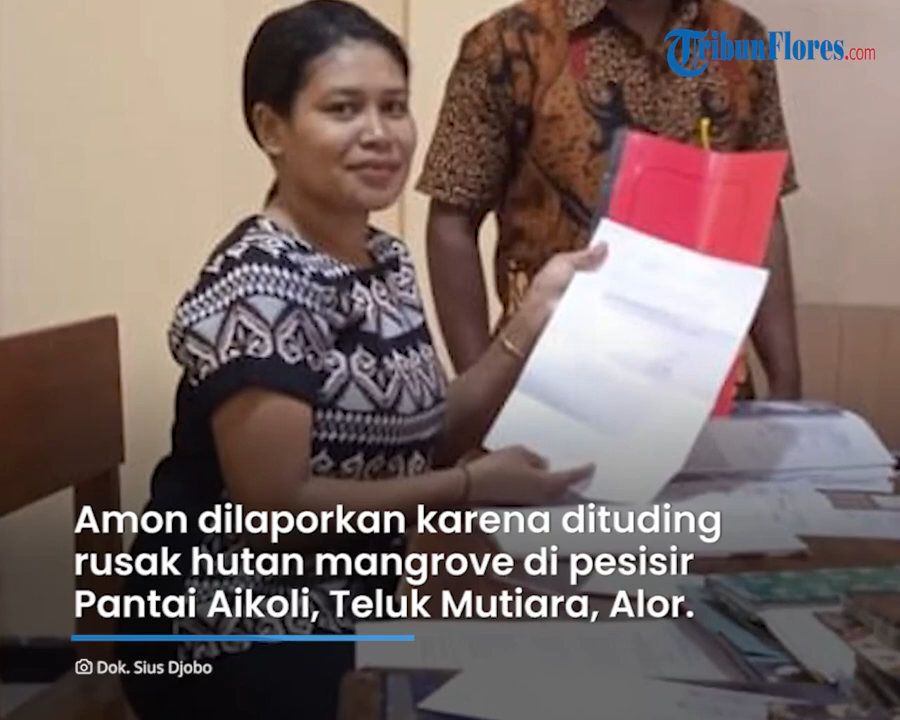 TribunFlores.com
Amon dilaporkan karena dituding
rusak hutan mangrove di pesisir
Pantai Aikoli, Teluk Mutiara, Alor.
Dok. Sius Djobo